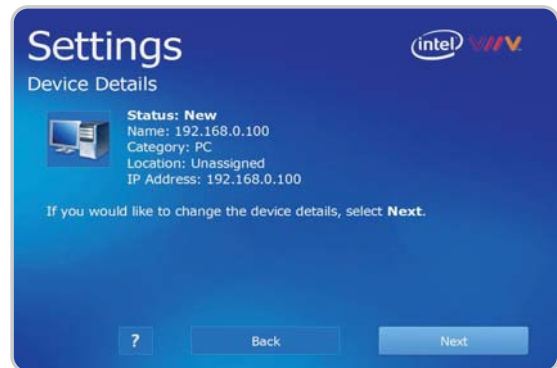 Settings
intel VIIV
Device Details
Status: New
Name: 192.168.0.100
Category: PC
Location: Unassigned
IP Address: 192.168.0.100
If you would like to change the device details, select Next.
?
Back
Next